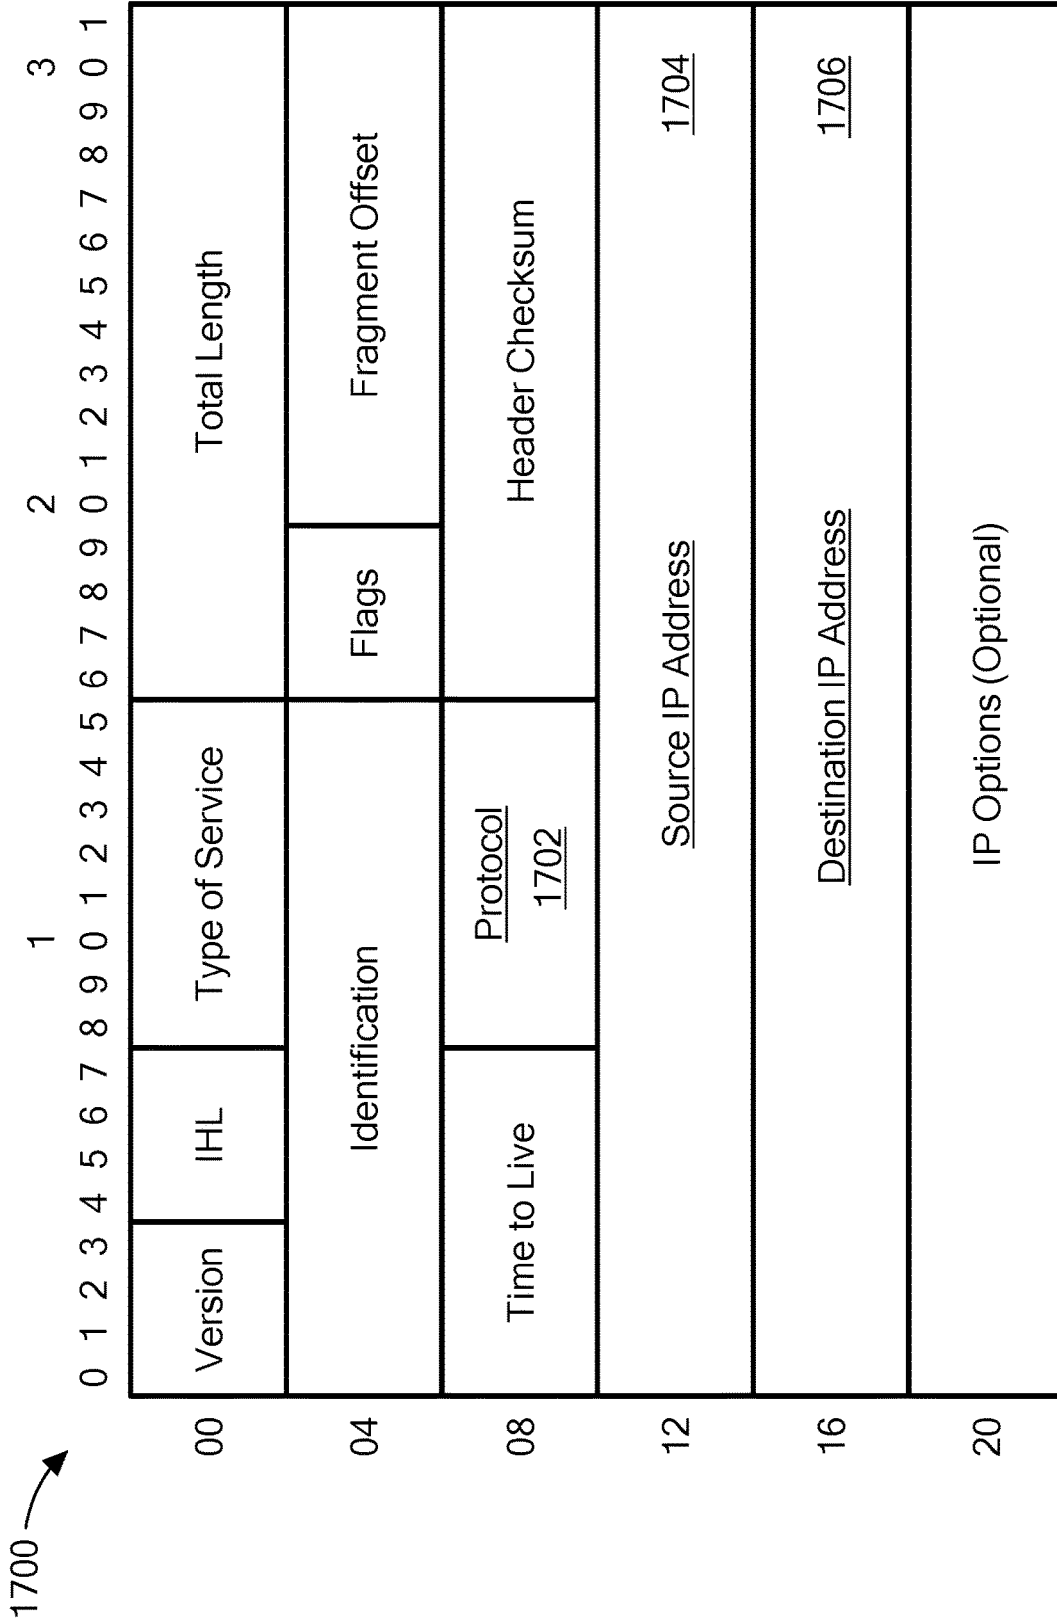 1700
1 2 3
0 1 2 3 4 5 6 7 8 9 0 1 2 3 4 5 6 7 8 9 0 1 2 3 4 5 6 7 8 9 0 1
00 Version IHL Type of Service Total Length
04 Identification Flags Fragment Offset
08 Time to Live Protocol Header Checksum
1702
12 Source IP Address 1704
16 Destination IP Address 1706
20 IP Options (Optional)